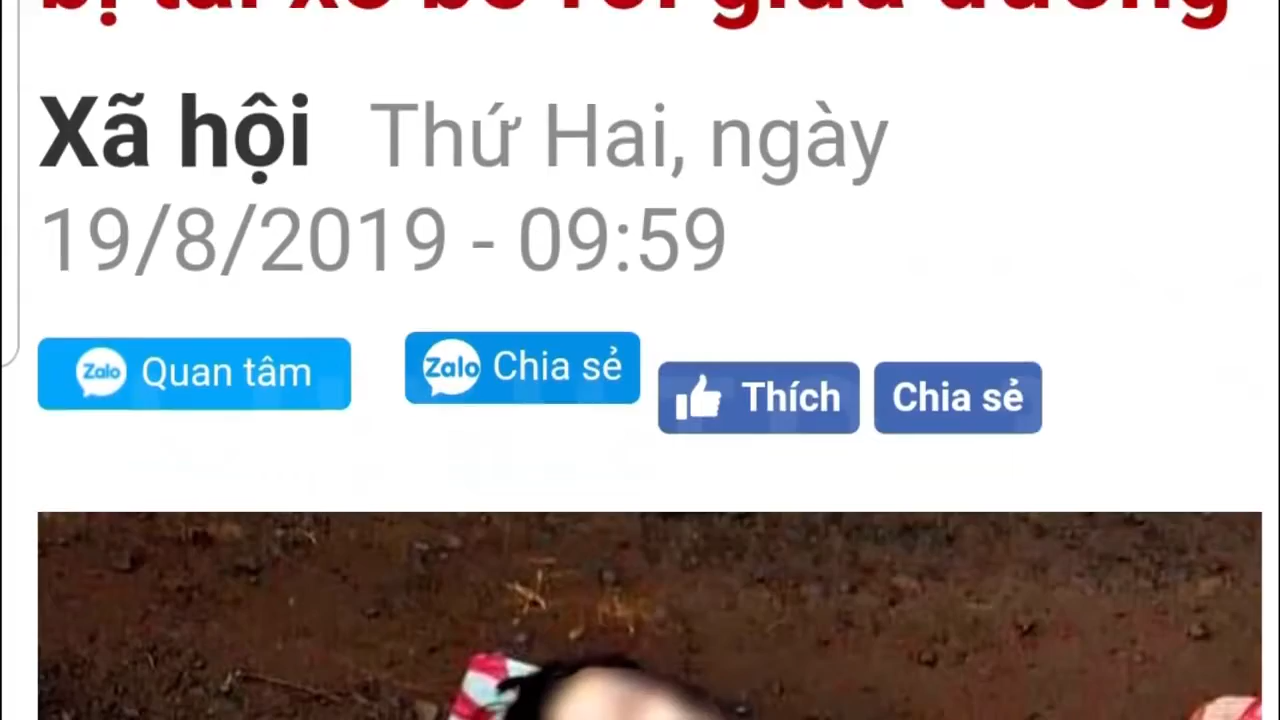 Xã hội Thứ Hai, ngày
19/8/2019 - 09:59
Zalo Quan tâm Zalo Chia sẻ Thích Chia sẻ